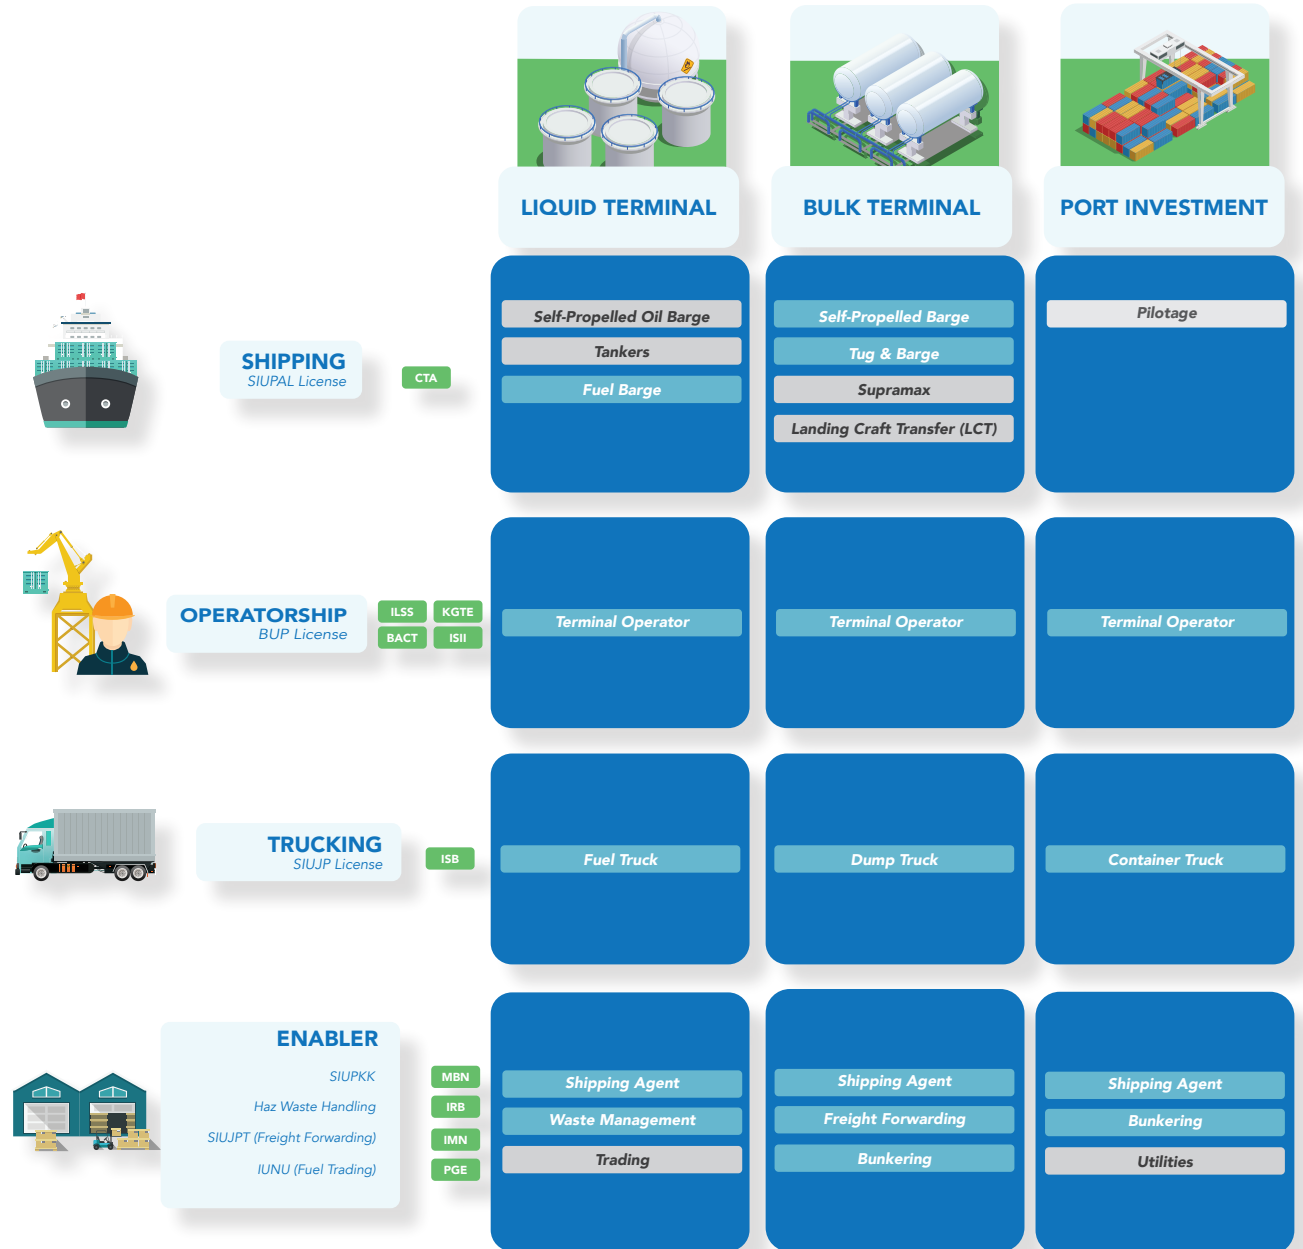 LIQUID TERMINAL
BULK TERMINAL
PORT INVESTMENT
SHIPPING
SIUPAL License
CTA
Self-Propelled Oil Barge
Tankers
Fuel Barge
Self-Propelled Barge
Tug & Barge
Supramax
Landing Craft Transfer (LCT)
Pilotage
OPERATORSHIP
BUP License
ILSS
KGTE
BACT
ISII
Terminal Operator
Terminal Operator
Terminal Operator
TRUCKING
SIUJP License
ISB
Fuel Truck
Dump Truck
Container Truck
ENABLER
SIUPKK
MBN
Haz Waste Handling
IRB
SIUJPT (Freight Forwarding)
IMN
IUNU (Fuel Trading)
PGE
Shipping Agent
Waste Management
Trading
Shipping Agent
Freight Forwarding
Bunkering
Shipping Agent
Bunkering
Utilities